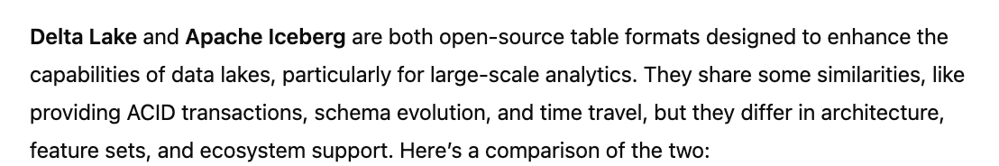 Delta Lake and Apache Iceberg are both open-source table formats designed to enhance the
capabilities of data lakes, particularly for large-scale analytics. They share some similarities, like
providing ACID transactions, schema evolution, and time travel, but they differ in architecture,
feature sets, and ecosystem support. Here’s a comparison of the two: